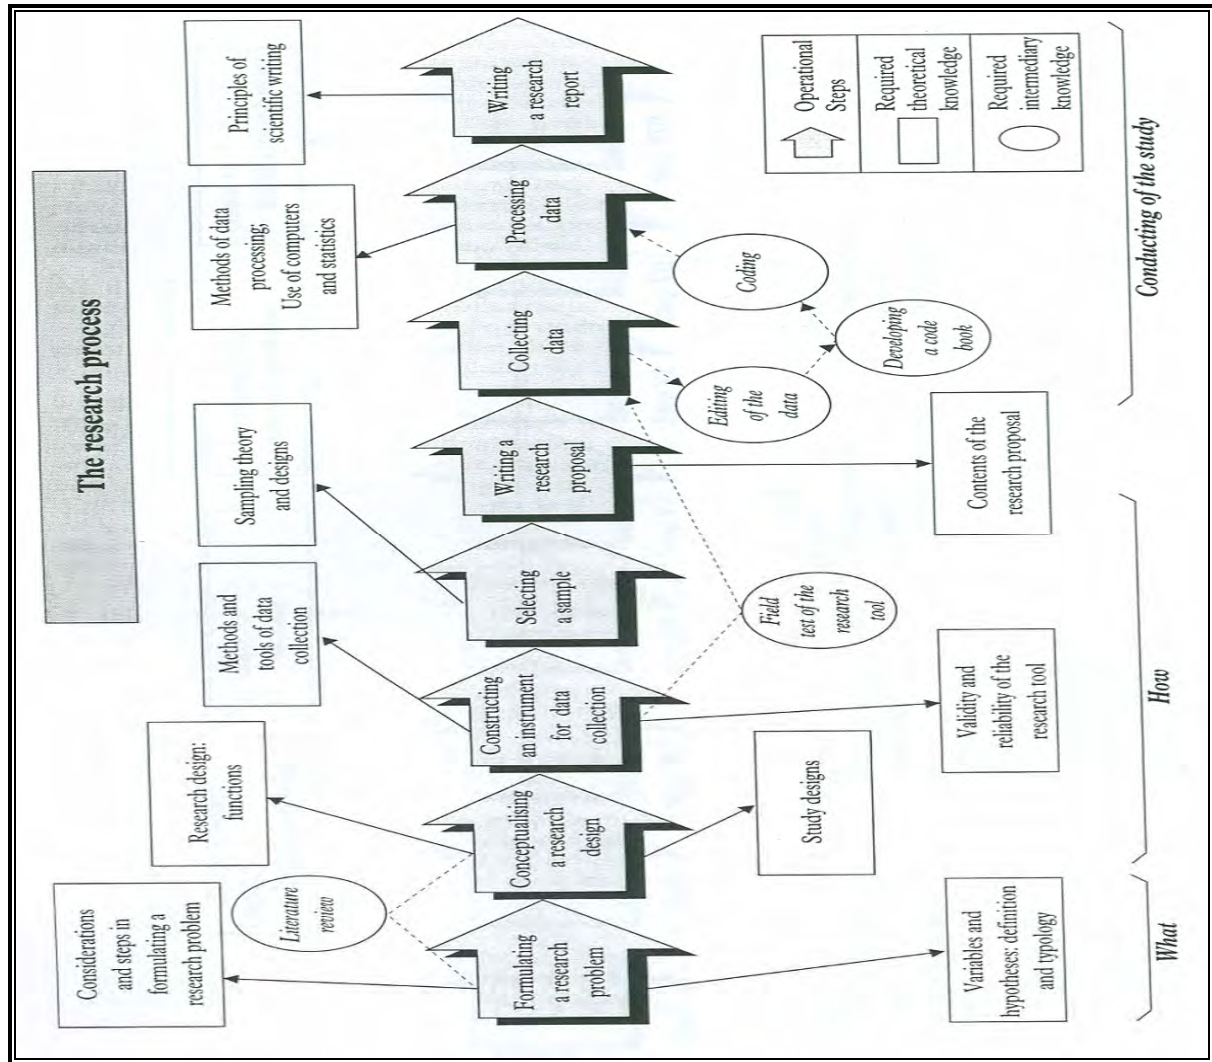 The research process
Considerations
and steps in
formulating a
research problem
Literature
review
Research design:
functions
Methods and
tools of data
collection
Sampling theory
and designs
Methods of data
processing;
Use of computers
and statistics
Principles of
scientific writing
Formulating
a research
problem
Conceptualising
a research
design
Constructing
an instrument
for data
collection
Selecting
a sample
Writing a
research
proposal
Collecting
data
Processing
data
Writing
a research
report
Variables and
hypotheses: definition
and typology
Study designs
Validity and
reliability of the
research tool
Field
test of the
research
tool
Contents of the
research proposal
Editing
of the
data
Developing
a code
book
Coding
Operational
Steps
Required
theoretical
knowledge
Required
intermediary
knowledge
What
How
Conducting of the study